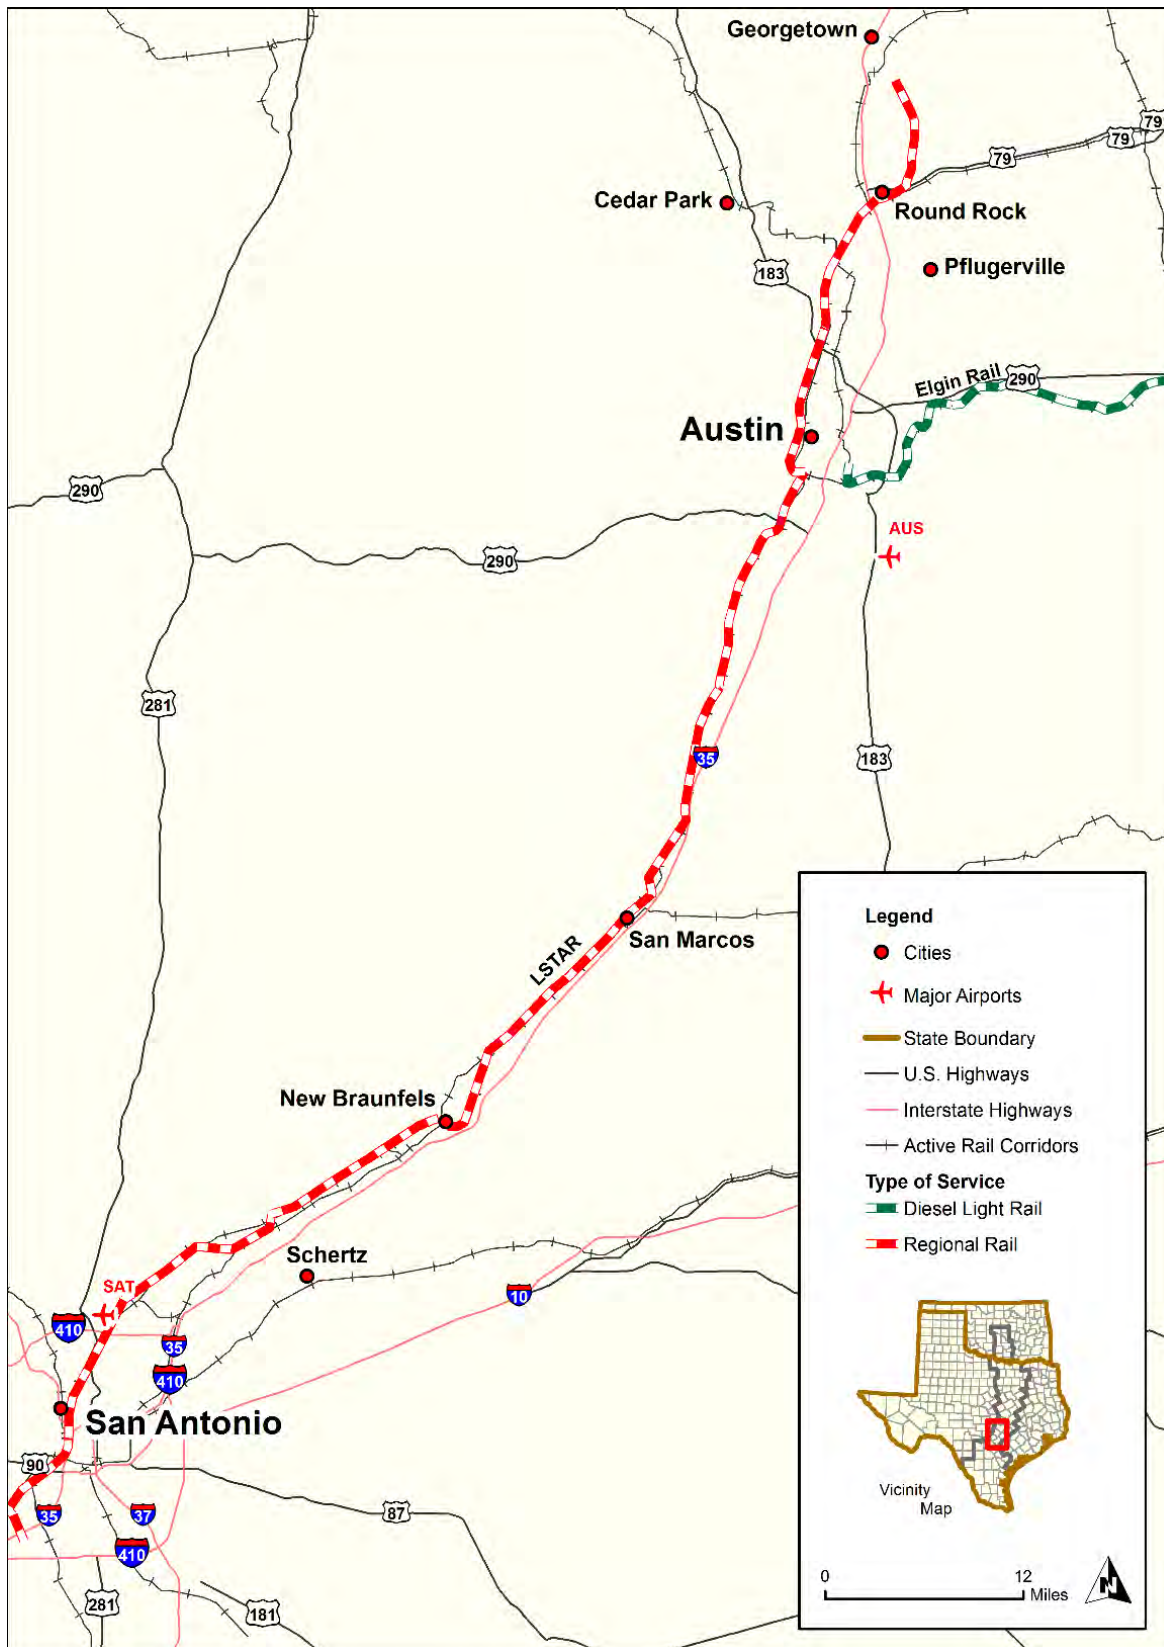 Georgetown
79
79
79
Cedar Park
Round Rock
Pflugerville
183
Elgin Rail
290
Austin
290
AUS
290
281
35
183
San Marcos
LSTAR
New Braunfels
Schertz
SAT
10
410
35
410
San Antonio
90
35
37
87
410
281
181
Legend
Cities
Major Airports
State Boundary
U.S. Highways
Interstate Highways
Active Rail Corridors
Type of Service
Diesel Light Rail
Regional Rail
Vicinity
Map
0 12
Miles
N